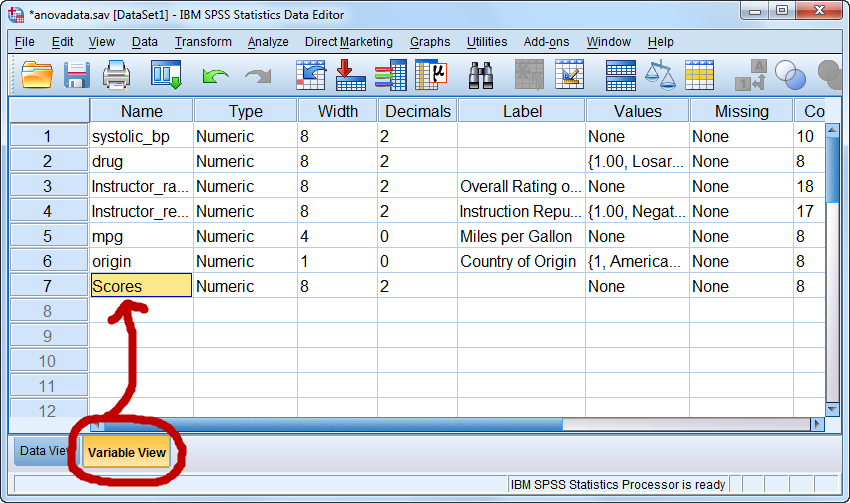 *anovadata.sav [DataSet1] - IBM SPSS Statistics Data Editor
File Edit View Data Transform Analyze Direct Marketing Graphs Utilities Add-ons Window Help
Name Type Width Decimals Label Values Missing Co
1 systolic_bp Numeric 8 2 None None 10
2 drug Numeric 8 2 {1.00, Losar... None 8
3 Instructor_ra... Numeric 8 2 Overall Rating o... None None 18
4 Instructor_re... Numeric 8 2 Instruction Repu... {1.00, Negat... None 17
5 mpg Numeric 4 0 Miles per Gallon None None 8
6 origin Numeric 1 0 Country of Origin {1, America... None 8
7 Scores Numeric 8 2 None None 8
8
9
10
11
12
Data View Variable View
IBM SPSS Statistics Processor is ready